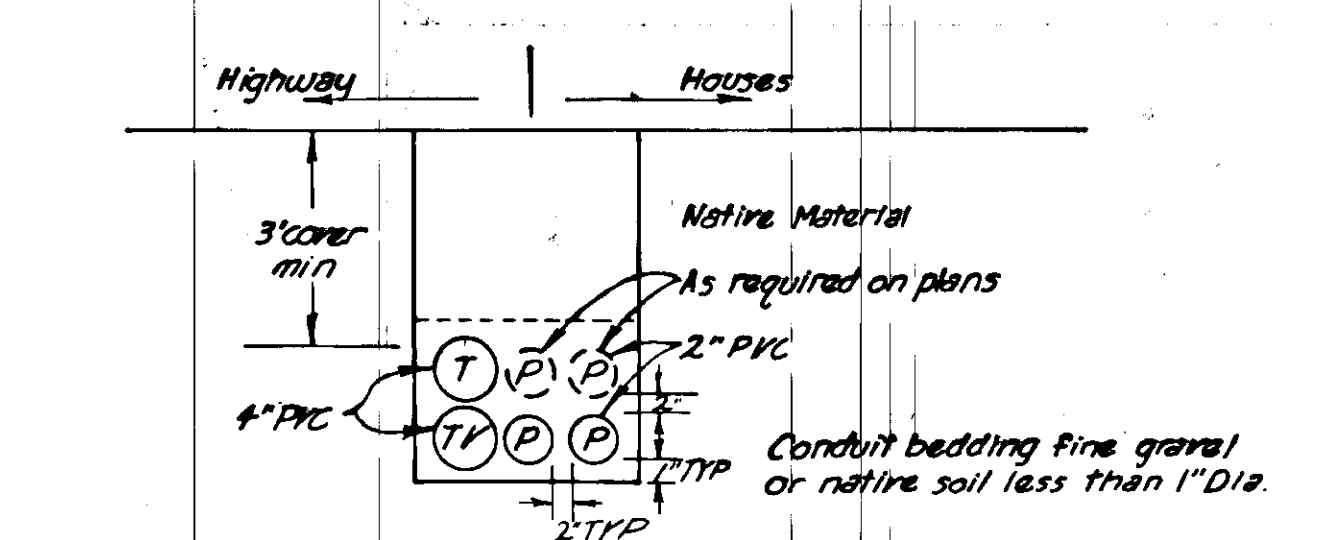 Highway
Houses
3' cover
min
Native Material
As required on plans
2" PVC
T
P
P
4" PVC
TV
P
P
2"
1" TYP
2" TYP
Conduit bedding fine gravel
or native soil less than 1" Dia.